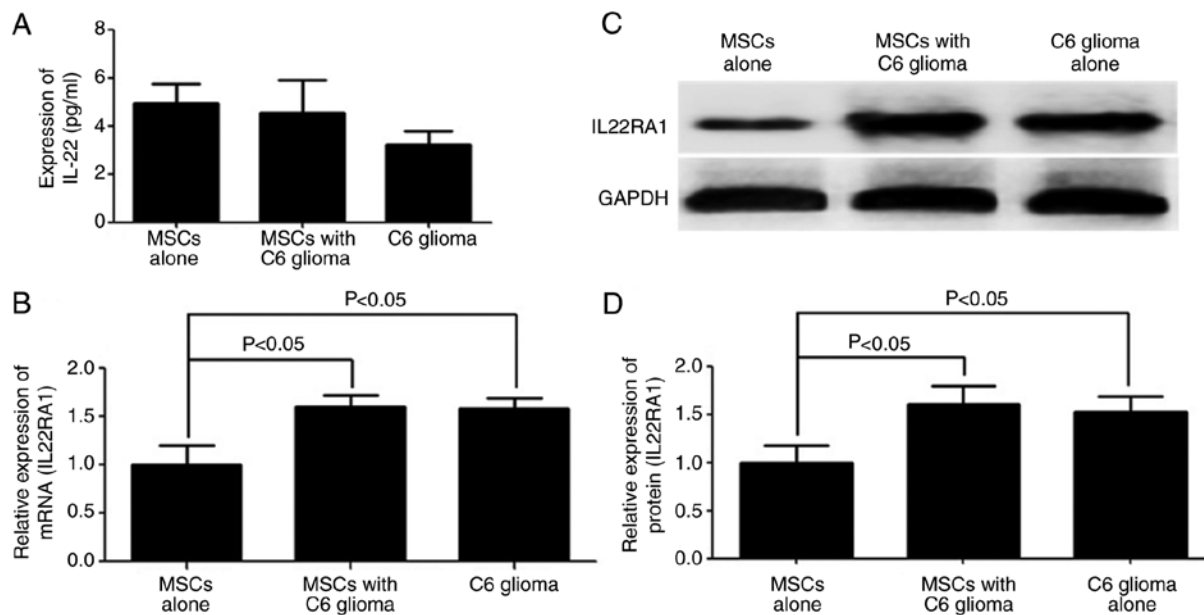 A
Expression of
IL-22 (pg/ml)
8
6
4
2
0
MSCs
alone
MSCs with
C6 glioma
C6 glioma
C
MSCs
alone
MSCs with
C6 glioma
C6 glioma
alone
IL22RA1
GAPDH
B
P<0.05
P<0.05
Relative expression of
mRNA (IL22RA1)
2.0
1.5
1.0
0.5
0.0
MSCs
alone
MSCs with
C6 glioma
C6 glioma
D
P<0.05
P<0.05
Relative expression of
protein (IL22RA1)
2.0
1.5
1.0
0.5
0.0
MSCs
alone
MSCs with
C6 glioma
C6 glioma
alone